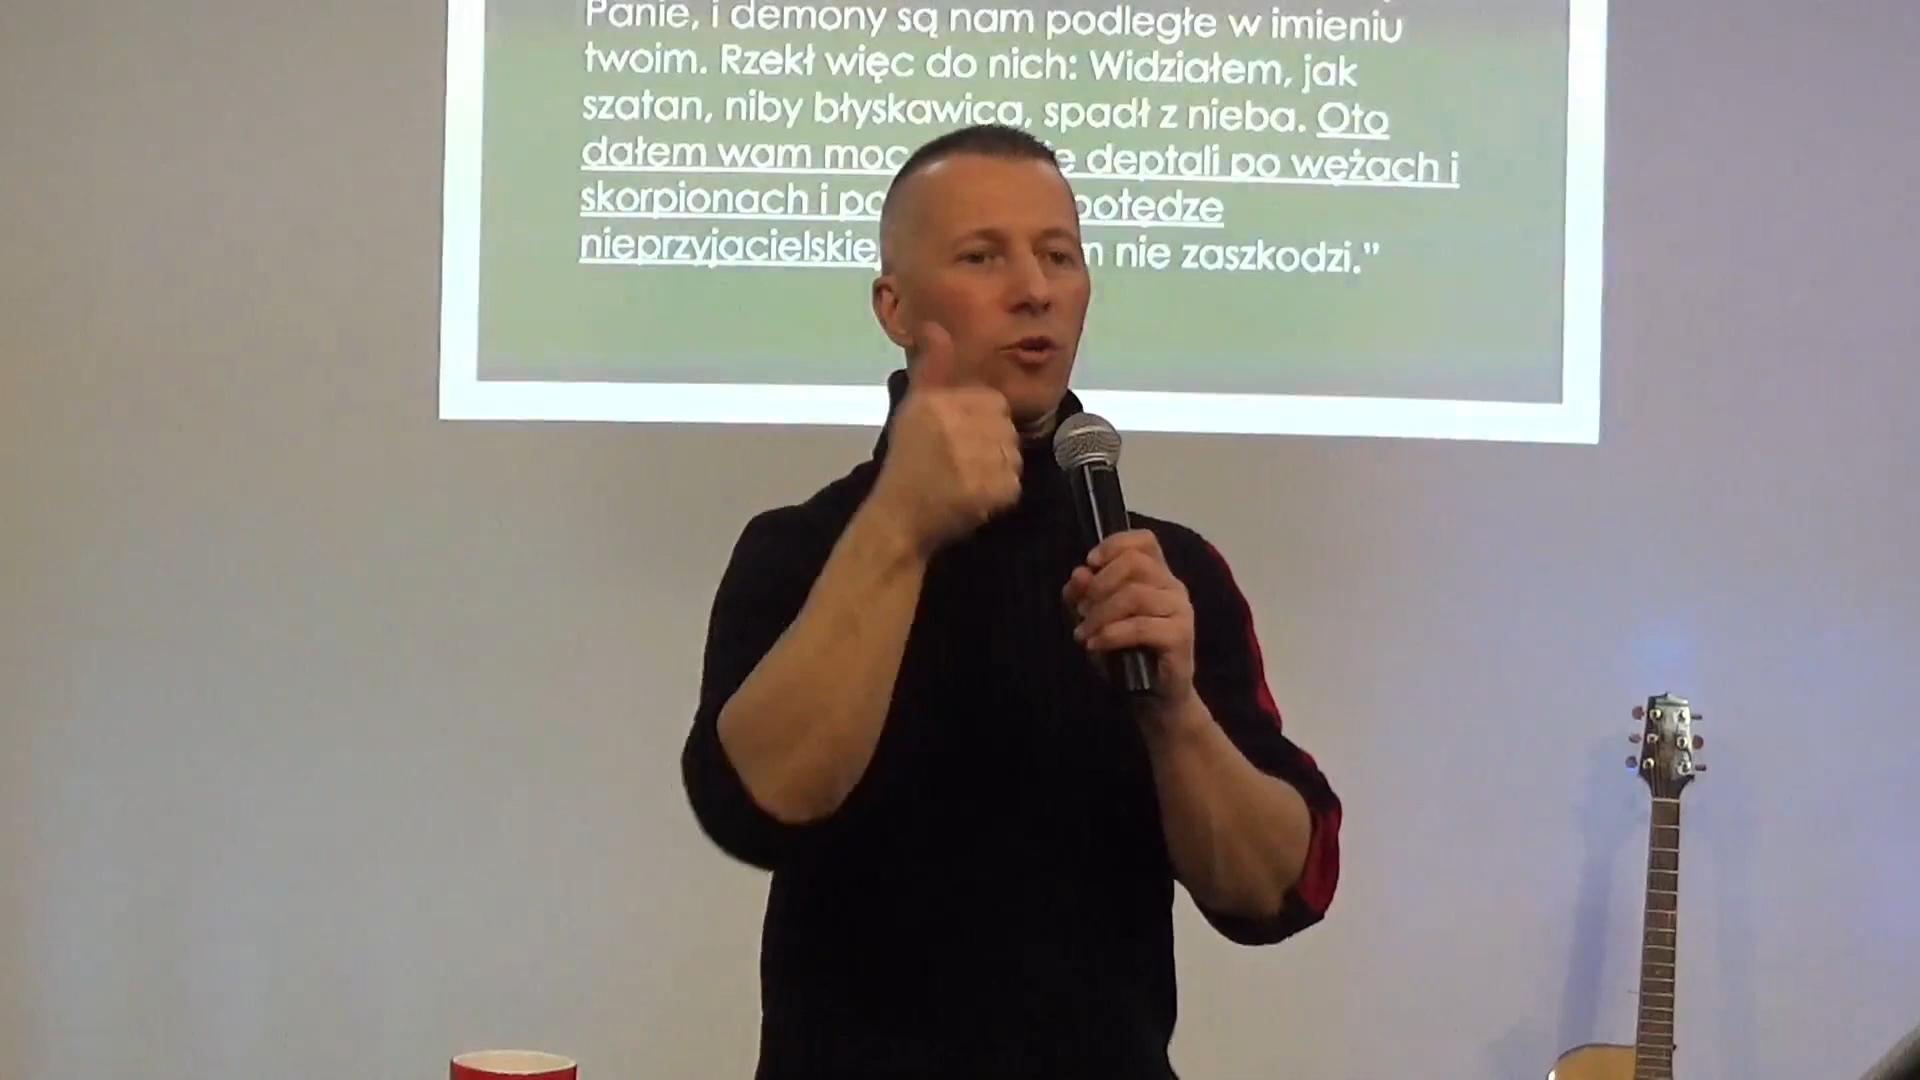 Panie, i demony są nam podległe w imieniu
twoim. Rzekł więc do nich: Widziałem, jak
szatan, niby błyskawica, spadł z nieba. Oto
dałem wam moc deptali po wężach i
skorpionach i potędze
nieprzyjacielskie nie zaszkodzi.”